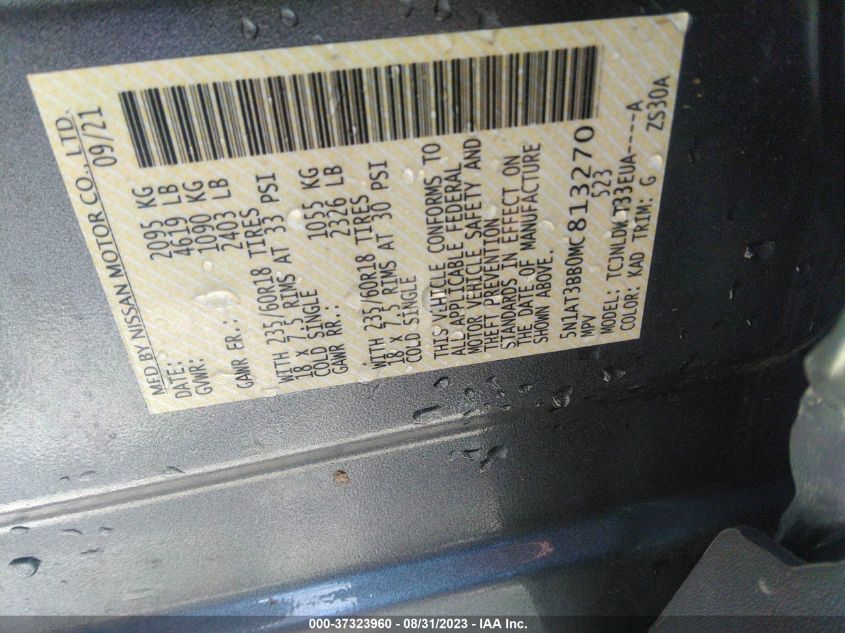 MFD BY NISSAN MOTOR CO., LTD.
DATE: 09/21
GVWR: 2095 KG
4619 LB
GAWR FR.: 1090 KG
2403 LB
WITH 235/60R18 TIRES
18 x 7.5 RIMS AT 33 PSI
COLD SINGLE
GAWR RR.: 1055 KG
2326 LB
WITH 235/60R18 TIRES
18 x 7.5 RIMS AT 30 PSI
COLD SINGLE
THIS VEHICLE CONFORMS TO
ALL APPLICABLE FEDERAL
MOTOR VEHICLE SAFETY AND
THEFT PREVENTION
STANDARDS IN EFFECT ON
THE DATE OF MANUFACTURE
SHOWN ABOVE.
5N1AT3BB0MC813270
MPV 523
MODEL: T33EUA----A
COLOR: KAD TRIM: G ZS30A
000-37323960 - 08/31/2023 - IAA Inc.